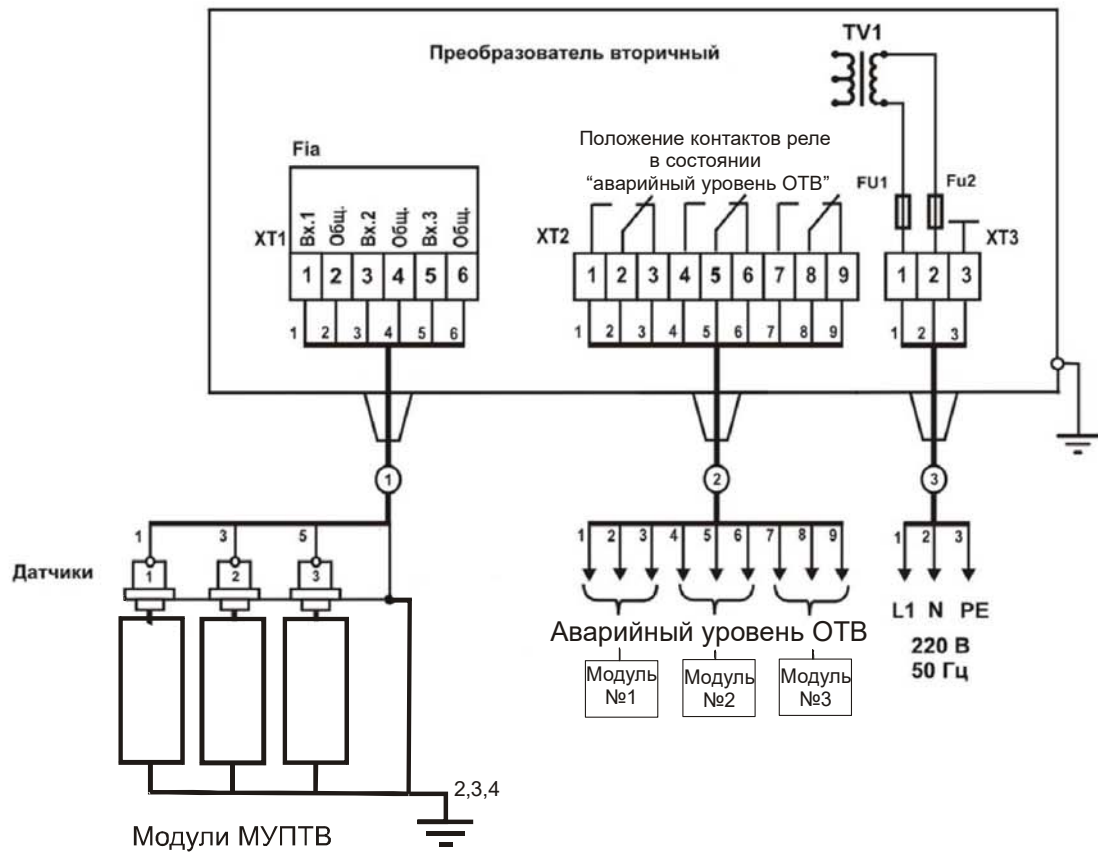 TV1
Преобразователь вторичный
Положение контактов реле
в состоянии
“аварийный уровень ОТВ”
Fia
FU1
Fu2
XT1
Вх.1
Общ.
Вх.2
Общ.
Вх.3
Общ.
XT2
XT3
1 2 3 4 5 6
1 2 3 4 5 6 7 8 9
1 2 3
1 2 3 4 5 6
1 2 3 4 5 6 7 8 9
1 2 3
1
2
3
1 3 5
1 2 3 4 5 6 7 8 9
1 2 3
Датчики
1 2 3
L1 N PE
220 В
50 Гц
Аварийный уровень ОТВ
Модуль
№1
Модуль
№2
Модуль
№3
2,3,4
Модули МУПТВ